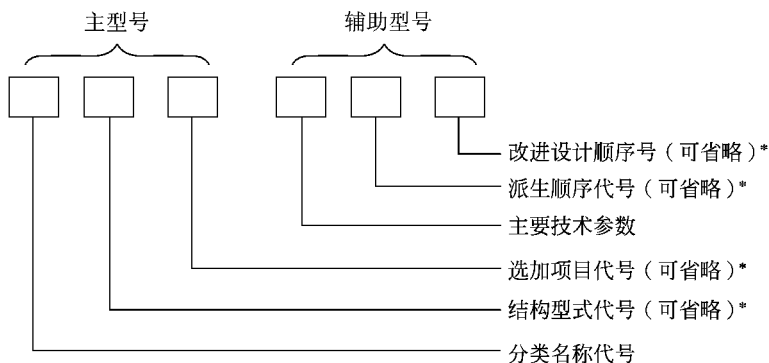 主型号
辅助型号
改进设计顺序号（可省略）*
派生顺序代号（可省略）*
主要技术参数
选加项目代号（可省略）*
结构型式代号（可省略）*
分类名称代号